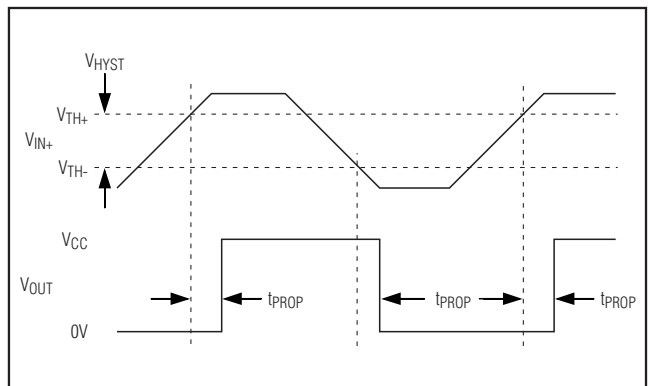 VHYST
VTH+
VIN+
VTH-
VCC
VOUT
tPROP
tPROP
tPROP
0V